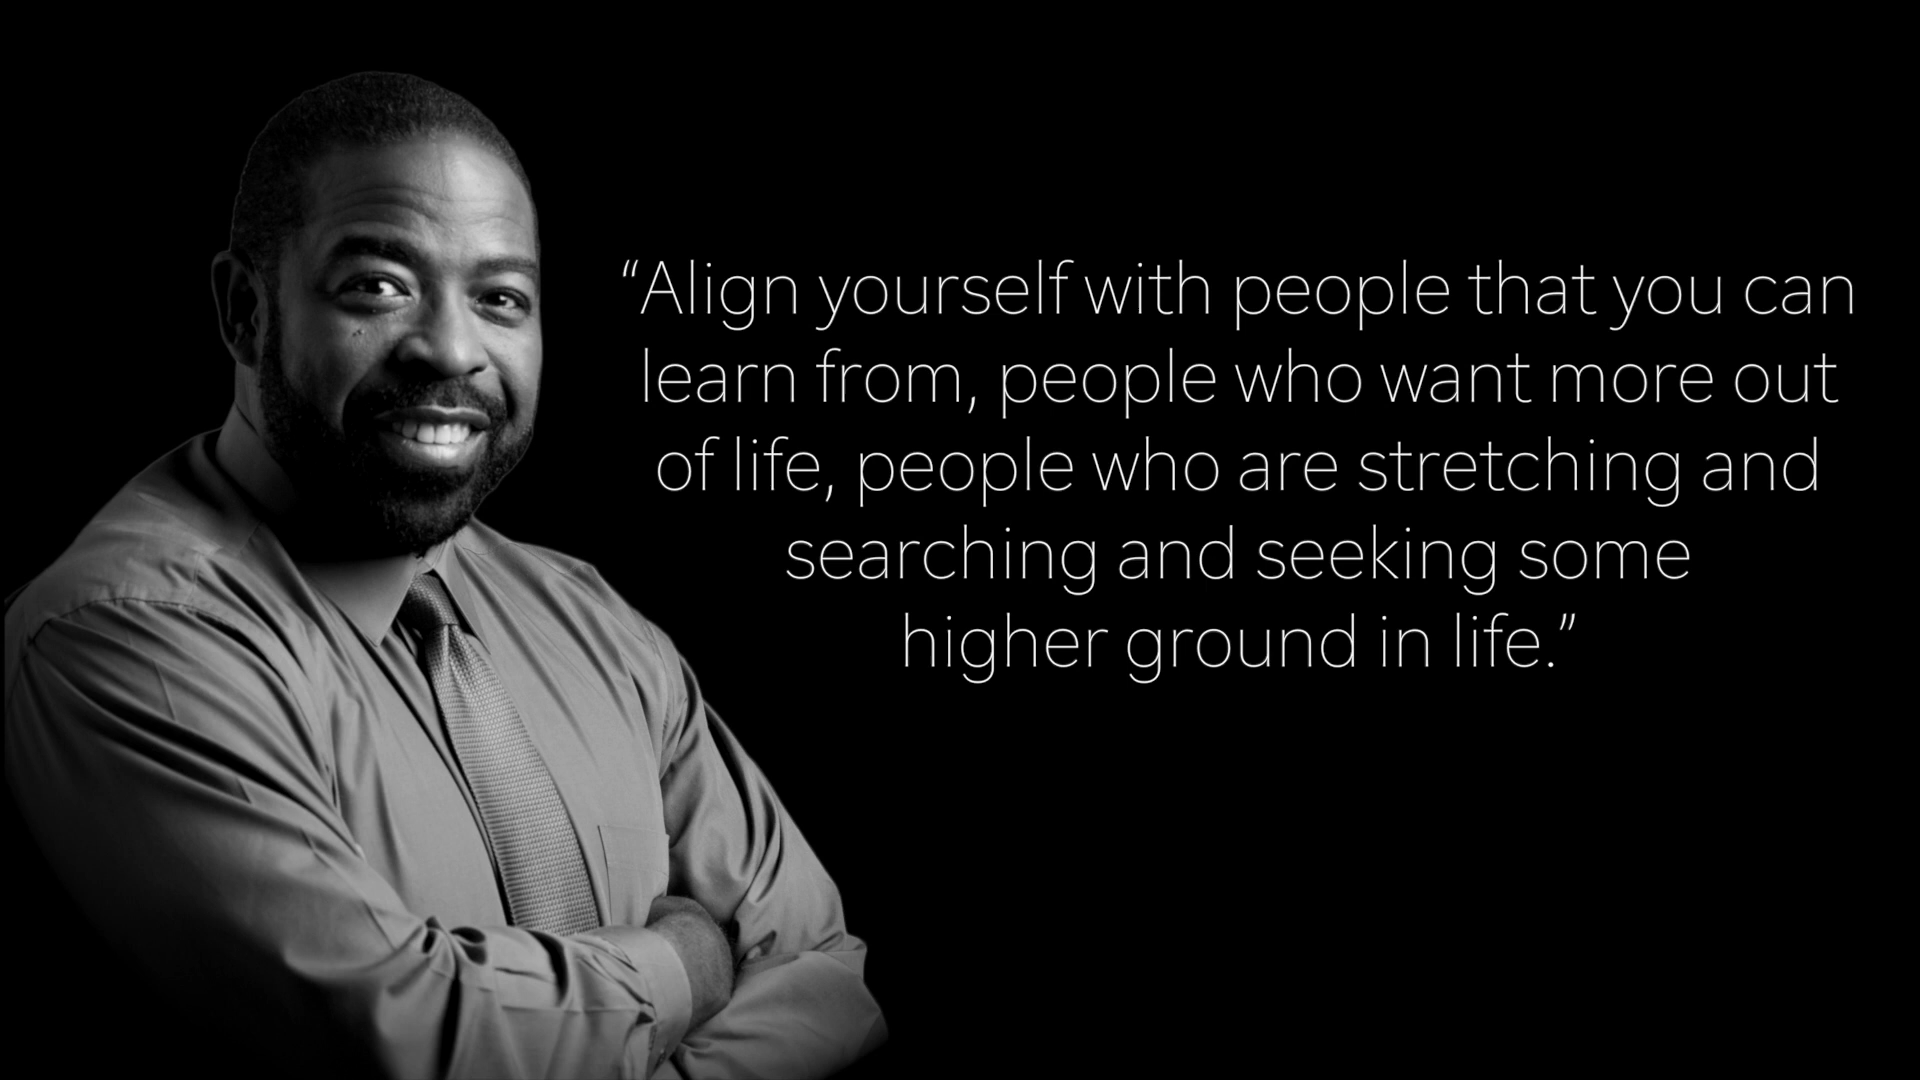 “Align yourself with people that you can
learn from, people who want more out
of life, people who are stretching and
searching and seeking some
higher ground in life.”